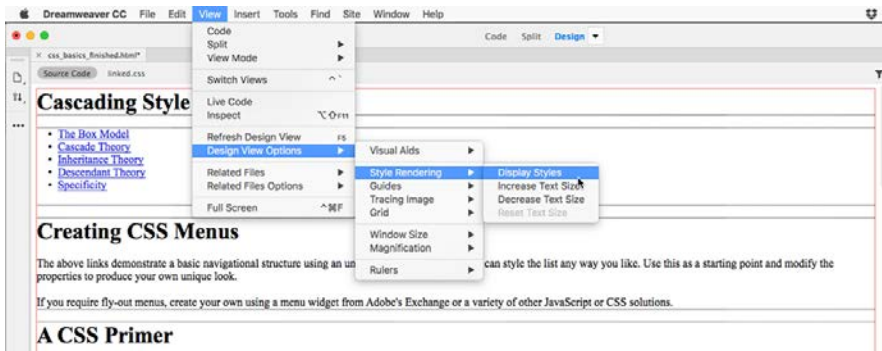 Dreamweaver CC File Edit View Insert Tools Find Site Window Help
Code Split Design
css_basics_finished.html*
Source Code linked.css
Code
Split
View Mode
Switch Views ^`
Live Code
Inspect ⌥⇧F11
Refresh Design View F5
Design View Options
Related Files
Related Files Options
Full Screen ^⌘F
Visual Aids
Style Rendering
Guides
Tracing Image
Grid
Window Size
Magnification
Rulers
Display Styles
Increase Text Size
Decrease Text Size
Reset Text Size
Cascading Style
The Box Model
Cascade Theory
Inheritance Theory
Descendant Theory
Specificity
Creating CSS Menus
The above links demonstrate a basic navigational structure using an un can style the list any way you like. Use this as a starting point and modify the
properties to produce your own unique look.
If you require fly-out menus, create your own using a menu widget from Adobe's Exchange or a variety of other JavaScript or CSS solutions.
A CSS Primer